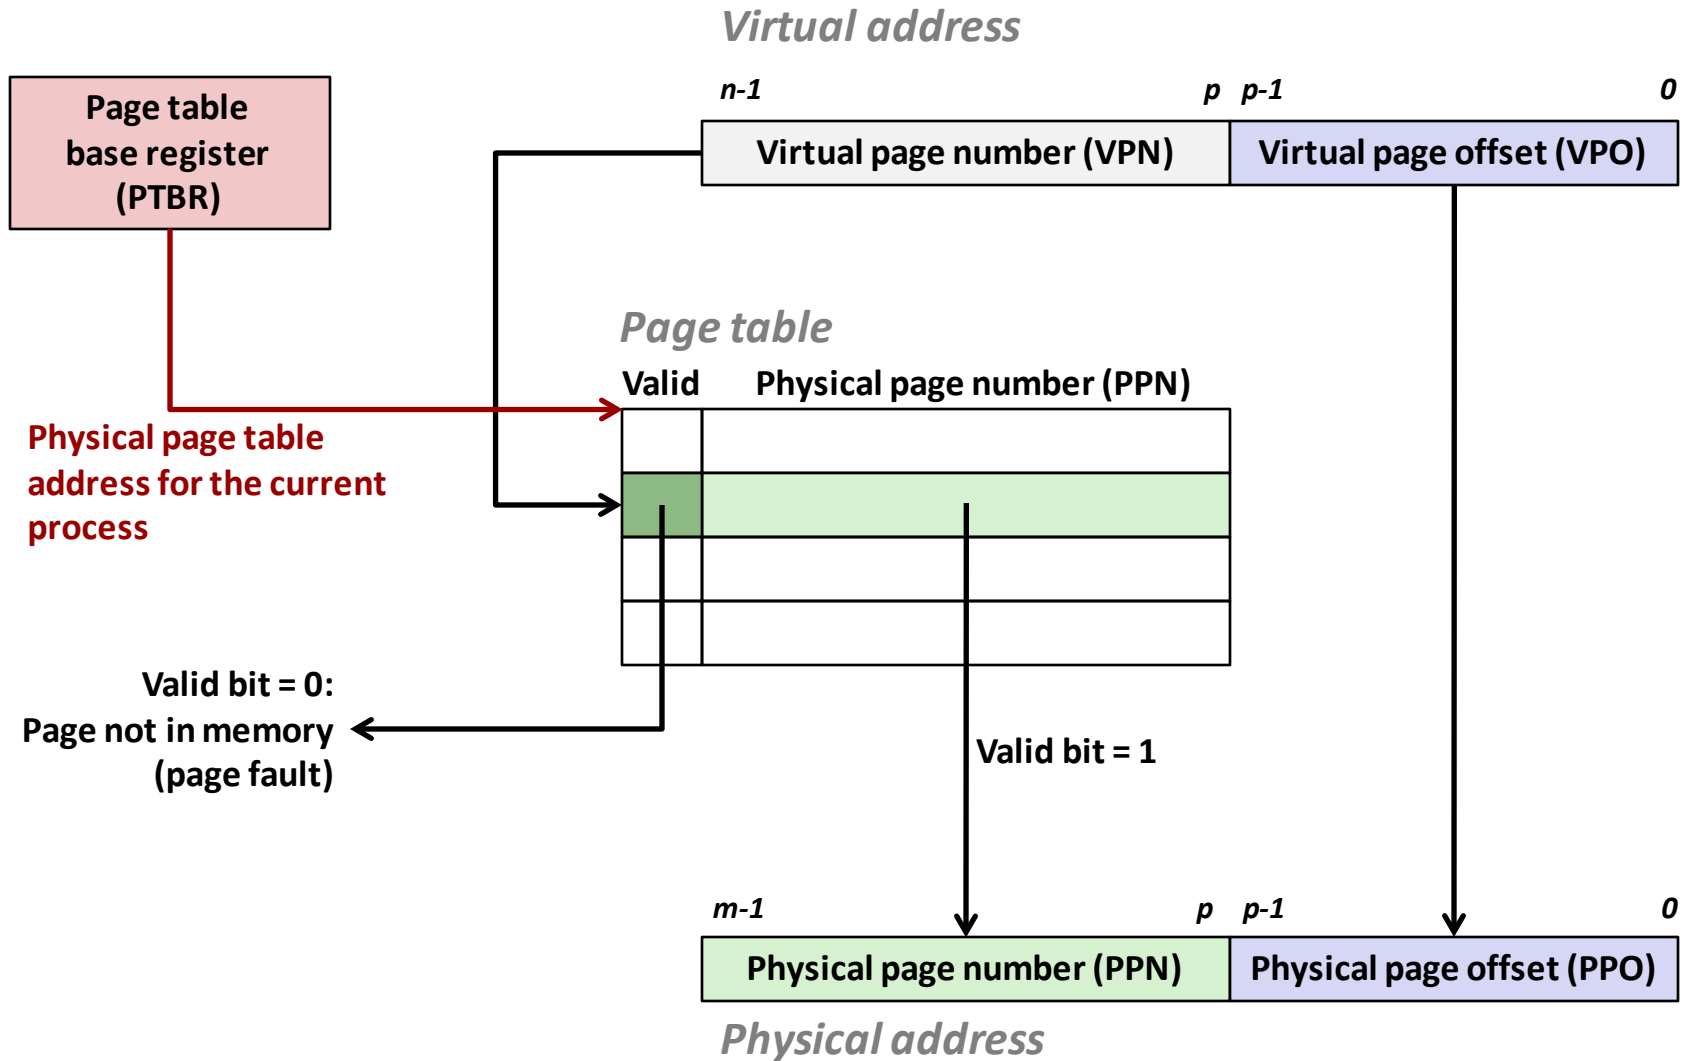 Virtual address
n-1 p p-1 0
Page table
base register
(PTBR)
Virtual page number (VPN) Virtual page offset (VPO)
Page table
Valid Physical page number (PPN)
Physical page table
address for the current
process
Valid bit = 0:
Page not in memory
(page fault)
Valid bit = 1
m-1 p p-1 0
Physical page number (PPN) Physical page offset (PPO)
Physical address